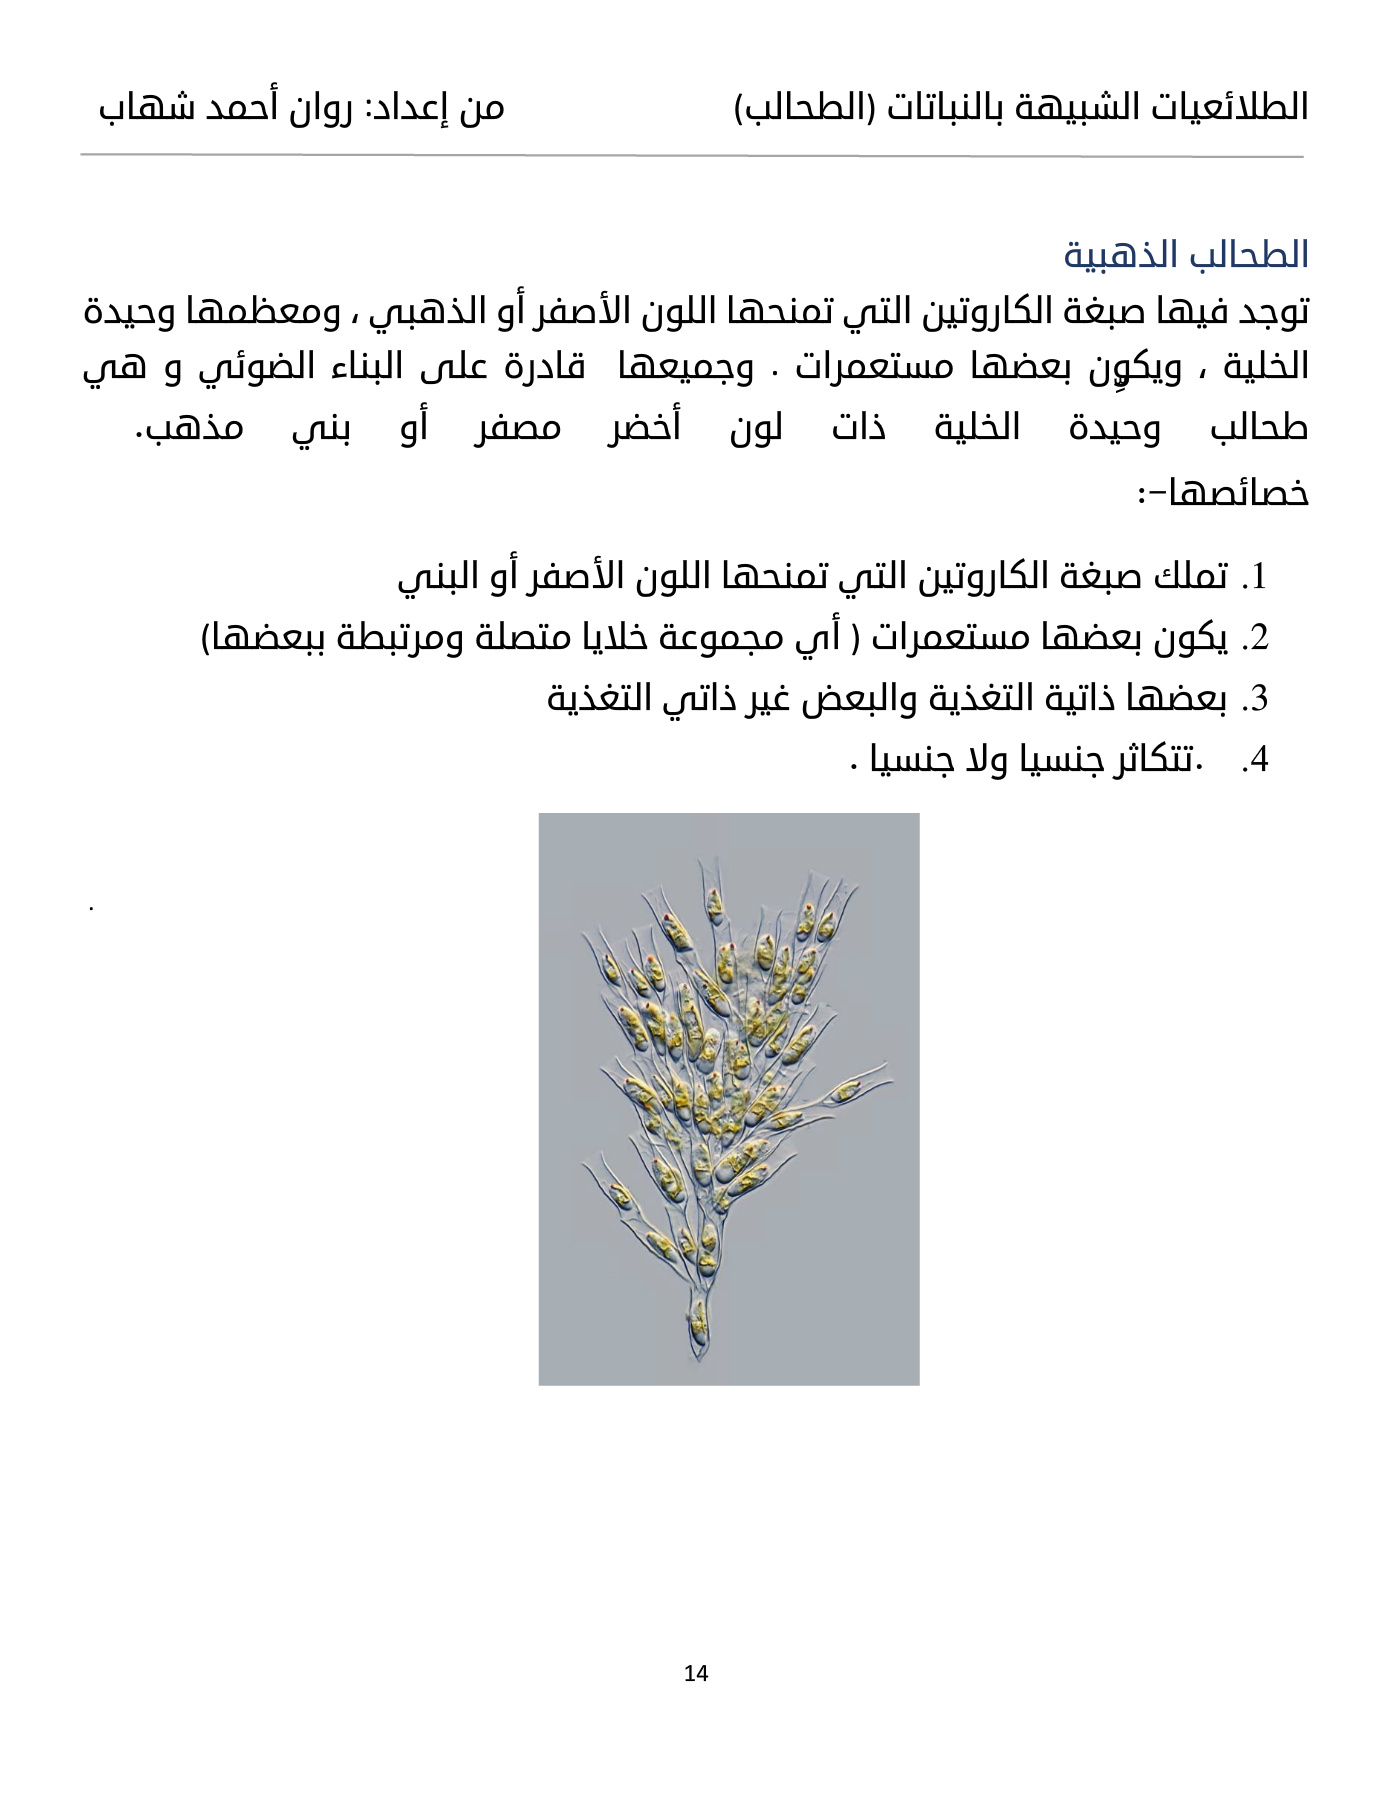 الطلائعيات الشبيهة بالنباتات (الطحالب) من إعداد: روان أحمد شهاب
الطحالب الذهبية
توجد فيها صبغة الكاروتين التي تمنحها اللون الأصفر أو الذهبي ، ومعظمها وحيدة
الخلية ، ويكوِّن بعضها مستعمرات . وجميعها قادرة على البناء الضوئي و هي
طحالب وحيدة الخلية ذات لون أخضر مصفر أو بني مذهب.
خصائصها-:
1. تملك صبغة الكاروتين التي تمنحها اللون الأصفر أو البني
2. يكون بعضها مستعمرات ( أي مجموعة خلايا متصلة ومرتبطة ببعضها)
3. بعضها ذاتية التغذية والبعض غير ذاتي التغذية
4. .تتكاثر جنسيا ولا جنسيا .
.
14